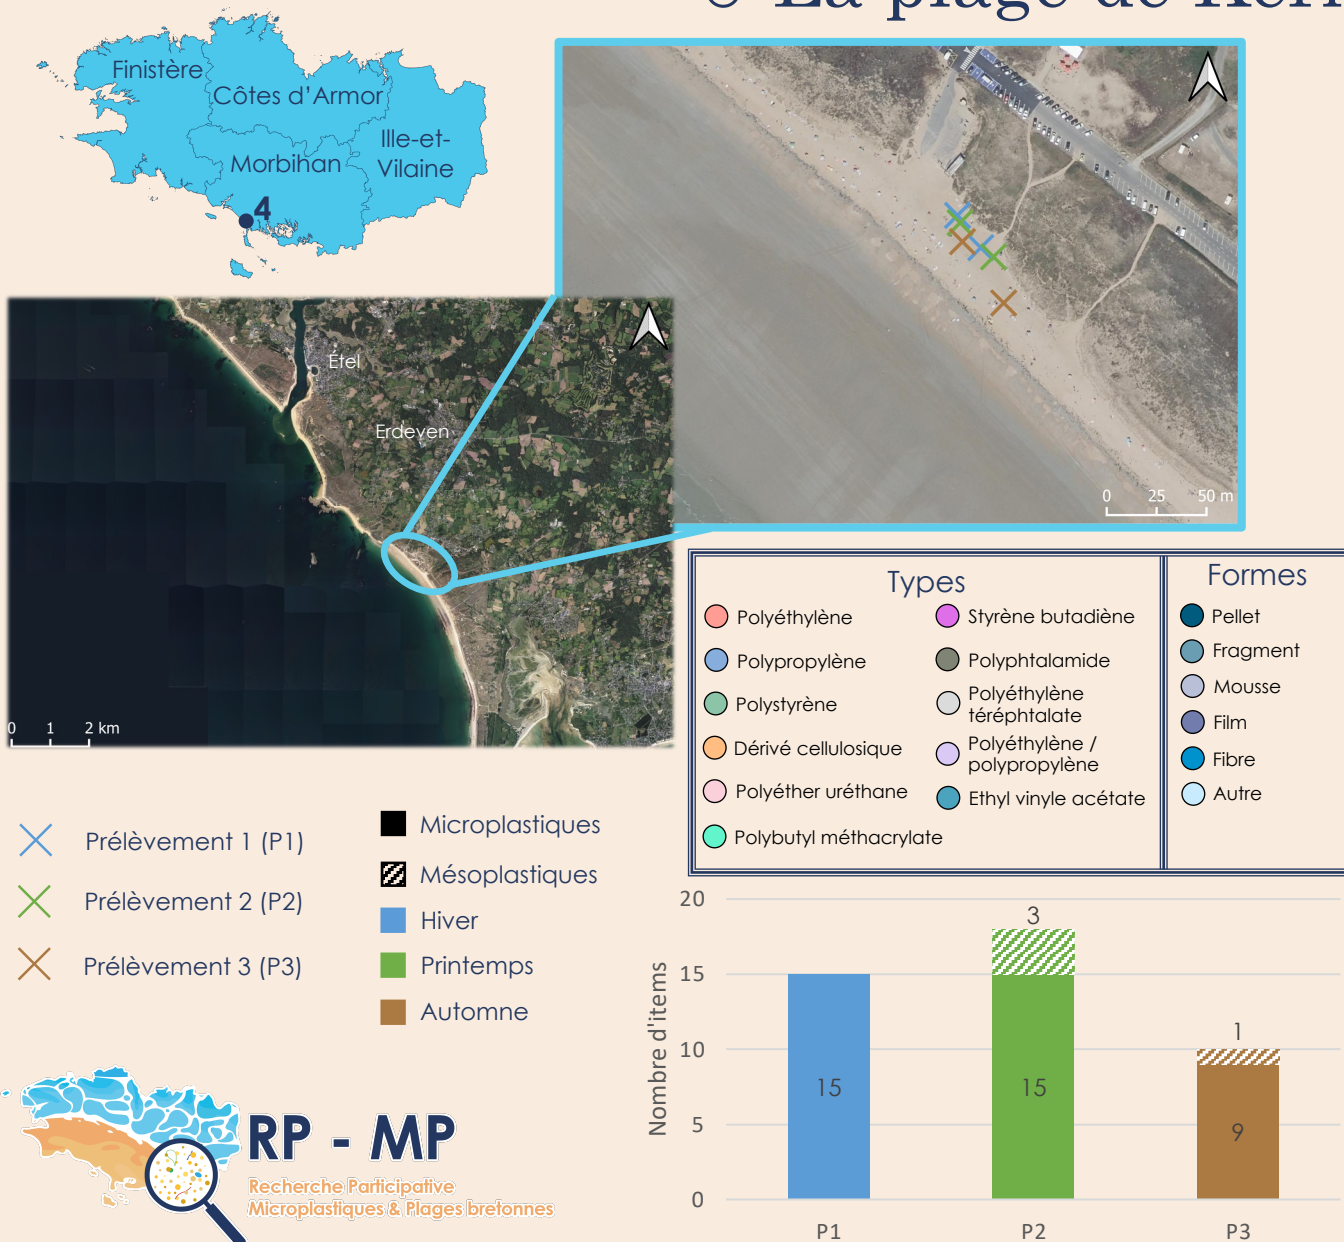 La plage de
Finistère
Côtes d'Armor
Ille-et-
Vilaine
Morbihan
4
0 25 50 m
Étel
Erdeven
0 1 2 km
Types
Polyéthylène
Polypropylène
Polystyrène
Dérivé cellulosique
Polyéther uréthane
Polybutyl méthacrylate
Styrène butadiène
Polyphtalamide
Polyéthylène
téréphtalate
Polyéthylène /
polypropylène
Ethyl vinyle acétate
Formes
Pellet
Fragment
Mousse
Film
Fibre
Autre
Prélèvement 1 (P1)
Prélèvement 2 (P2)
Prélèvement 3 (P3)
Microplastiques
Mésoplastiques
Hiver
Printemps
Automne
RP - MP
Recherche Participative
Microplastiques & Plages bretonnes
Nombre d'items
20
15
10
5
0
15
3
15
1
9
P1 P2 P3